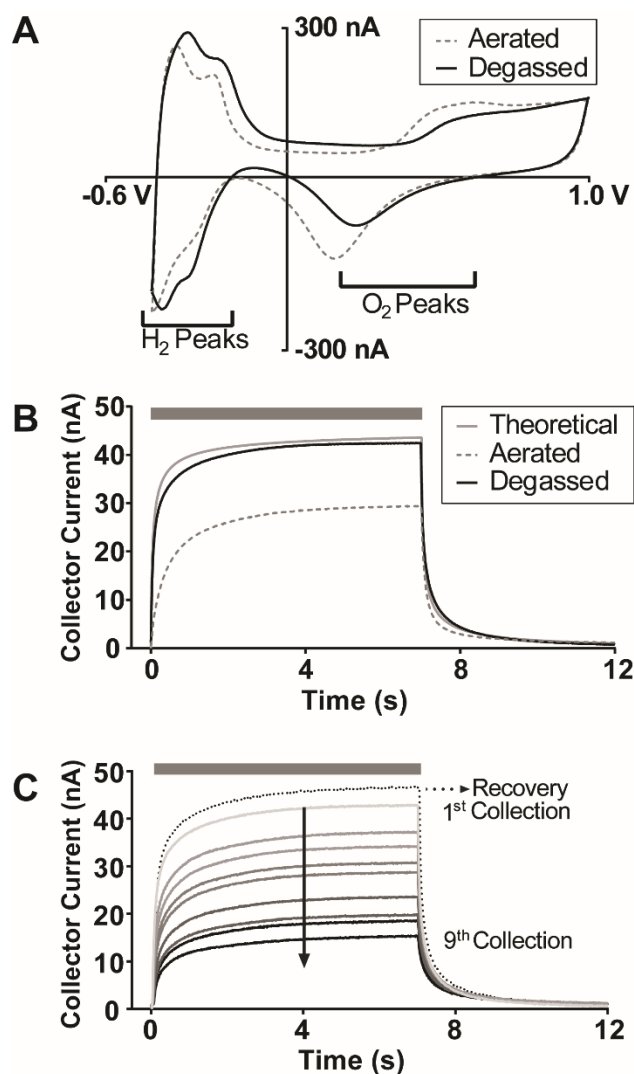 A
300 nA
Aerated
Degassed
-0.6 V
1.0 V
O2 Peaks
H2 Peaks
-300 nA
B
Collector Current (nA)
50
40
30
20
10
0
Theoretical
Aerated
Degassed
0
4
8
12
Time (s)
C
Collector Current (nA)
50
40
30
20
10
0
Recovery
1st Collection
9th Collection
0
4
8
12
Time (s)